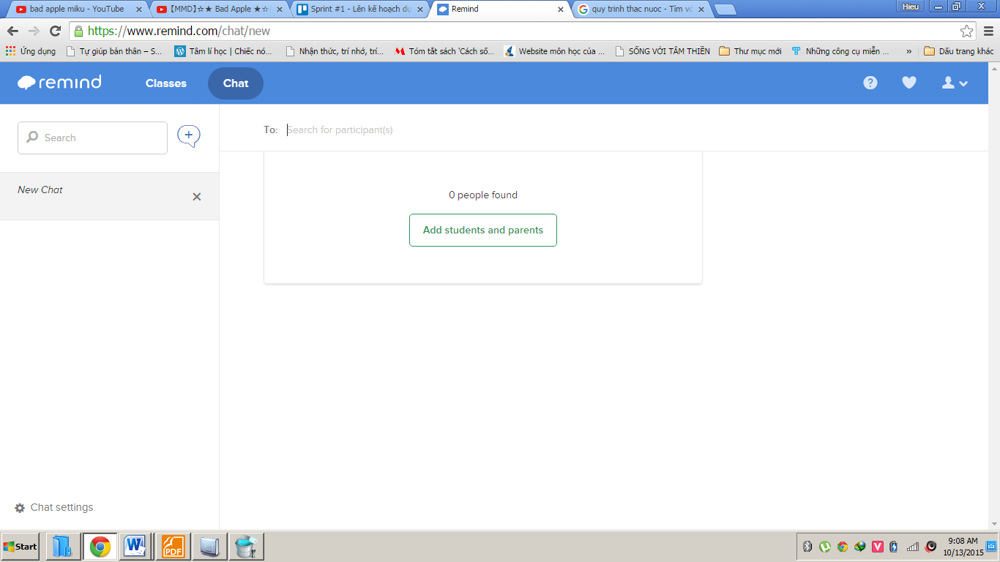 bad apple miku - YouTube
【MMD】☆★ Bad Apple ★☆
Sprint #1 - Lên kế hoạch dự
Remind
quy trinh thac nuoc - Tìm vớ
Hieu
https://www.remind.com/chat/new
Ứng dụng
Tự giúp bản thân – S...
Tâm lí học | Chiếc nó...
Nhận thức, trí nhớ, trí...
Tóm tắt sách 'Cách số...
Website môn học của ...
SỐNG VỚI TÂM THIỀN
Thư mục mới
Những công cụ miễn ...
»
Dấu trang khác
remind
Classes
Chat
?
Search
To:
Search for participant(s)
New Chat
0 people found
Add students and parents
Chat settings
Start
PDF
9:08 AM
10/13/2015